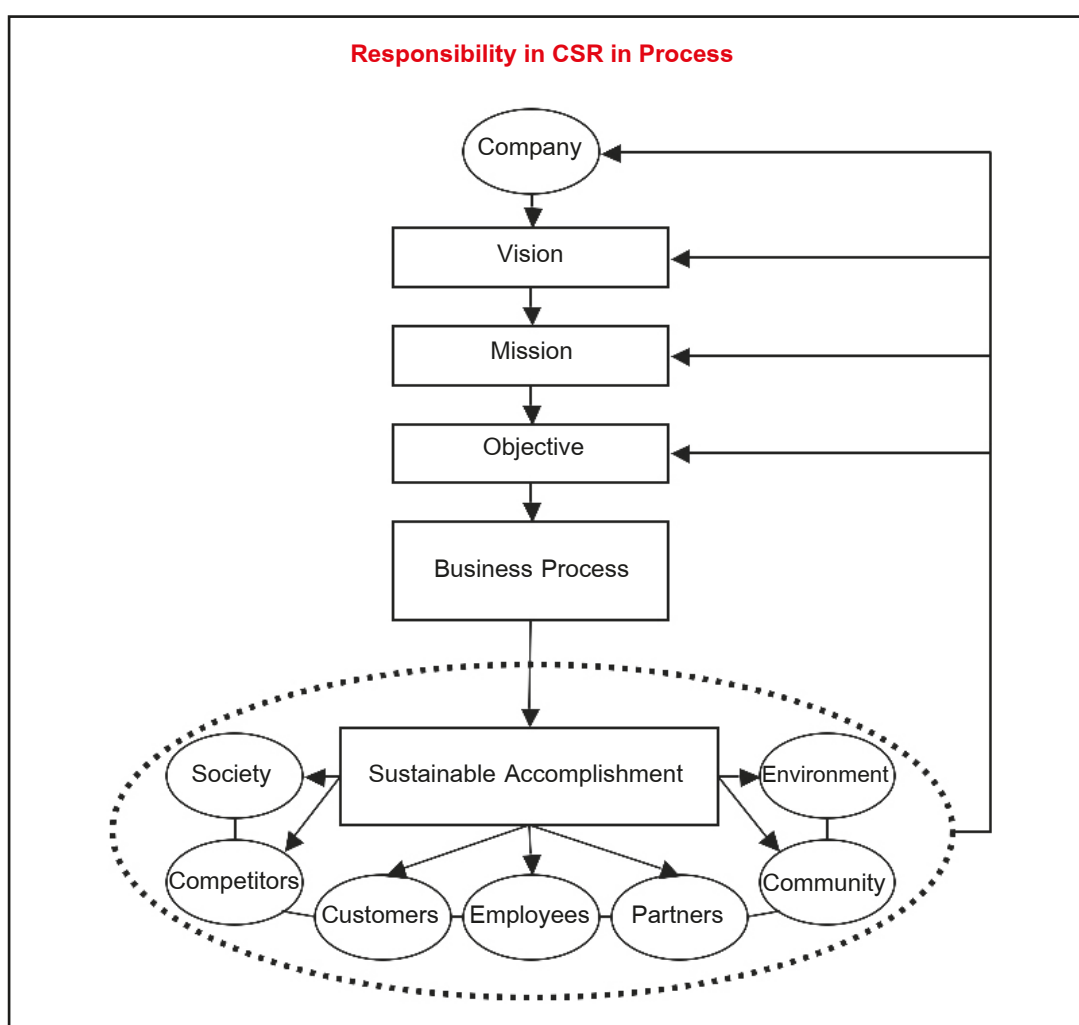 Responsibility in CSR in Process
Company
Vision
Mission
Objective
Business Process
Sustainable Accomplishment
Society
Environment
Competitors
Community
Customers
Employees
Partners